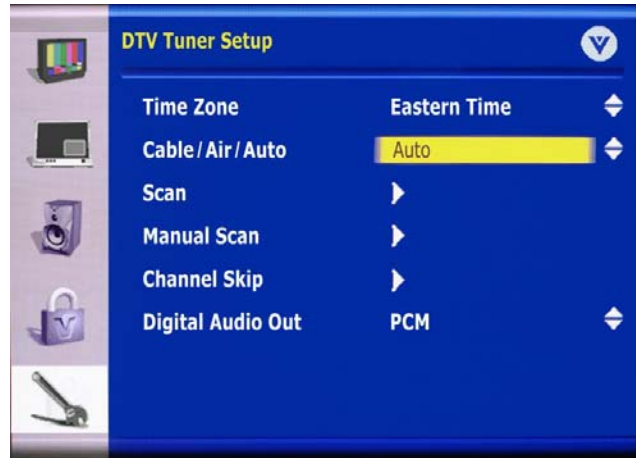 DTV Tuner Setup
V
Time Zone Eastern Time
Cable / Air / Auto Auto
Scan
Manual Scan
Channel Skip
Digital Audio Out PCM
V